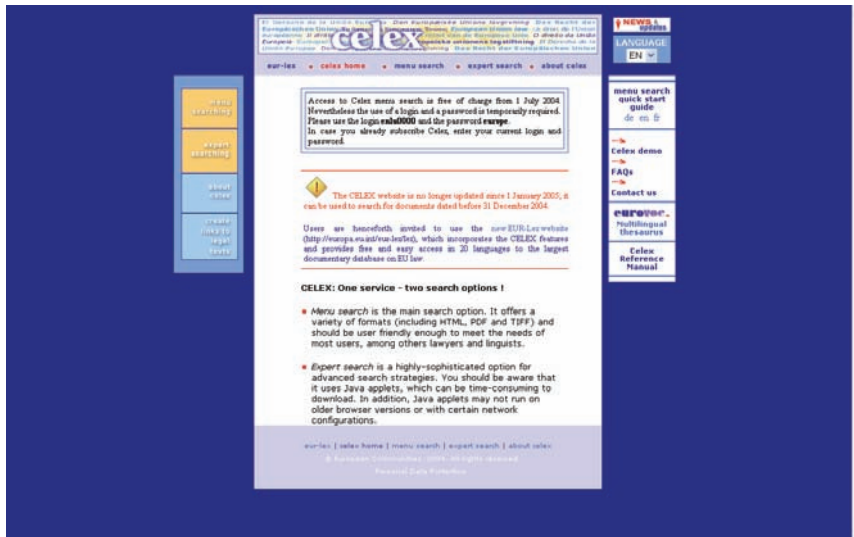 celex
eur-lex • celex home • menu search • expert search • about celex
NEWS &
updates
LANGUAGE
EN
menu
searching
expert
searching
about
celex
create
links to
legal
texts
Access to Celex menu search is free of charge from 1 July 2004.
Nevertheless the use of a login and a password is temporarily required.
Please use the login enlu0000 and the password europe.
In case you already subscribe Celex, enter your current login and
password.
The CELEX website is no longer updated since 1 January 2005; it
can be used to search for documents dated before 31 December 2004.
Users are henceforth invited to use the new EUR-Lex website
(http://europa.eu.int/eur-lex/lex), which incorporates the CELEX features
and provides free and easy access in 20 languages to the largest
documentary database on EU law.
CELEX: One service - two search options !
• Menu search is the main search option. It offers a
variety of formats (including HTML, PDF and TIFF) and
should be user friendly enough to meet the needs of
most users, among others lawyers and linguists.
• Expert search is a highly-sophisticated option for
advanced search strategies. You should be aware that
it uses Java applets, which can be time-consuming to
download. In addition, Java applets may not run on
older browser versions or with certain network
configurations.
menu search
quick start
guide
de en fr
Celex demo
FAQs
Contact us
eurovoc.
Multilingual
thesaurus
Celex
Reference
Manual
eur-lex | celex home | menu search | expert search | about celex
© European Communities All rights reserved
Personal Data Protection